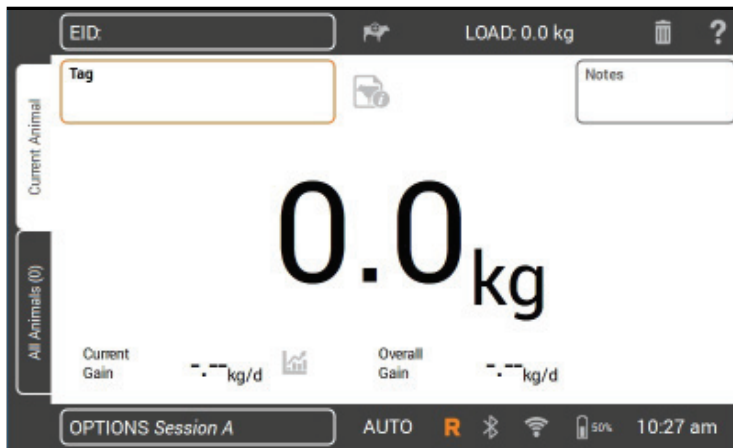 EID:
LOAD: 0.0 kg
?
Tag
Notes
Current Animal
All Animals (0)
0.0kg
Current
Gain
-.--kg/d
Overall
Gain
-.--kg/d
OPTIONS Session A
AUTO
R
50%
10:27 am